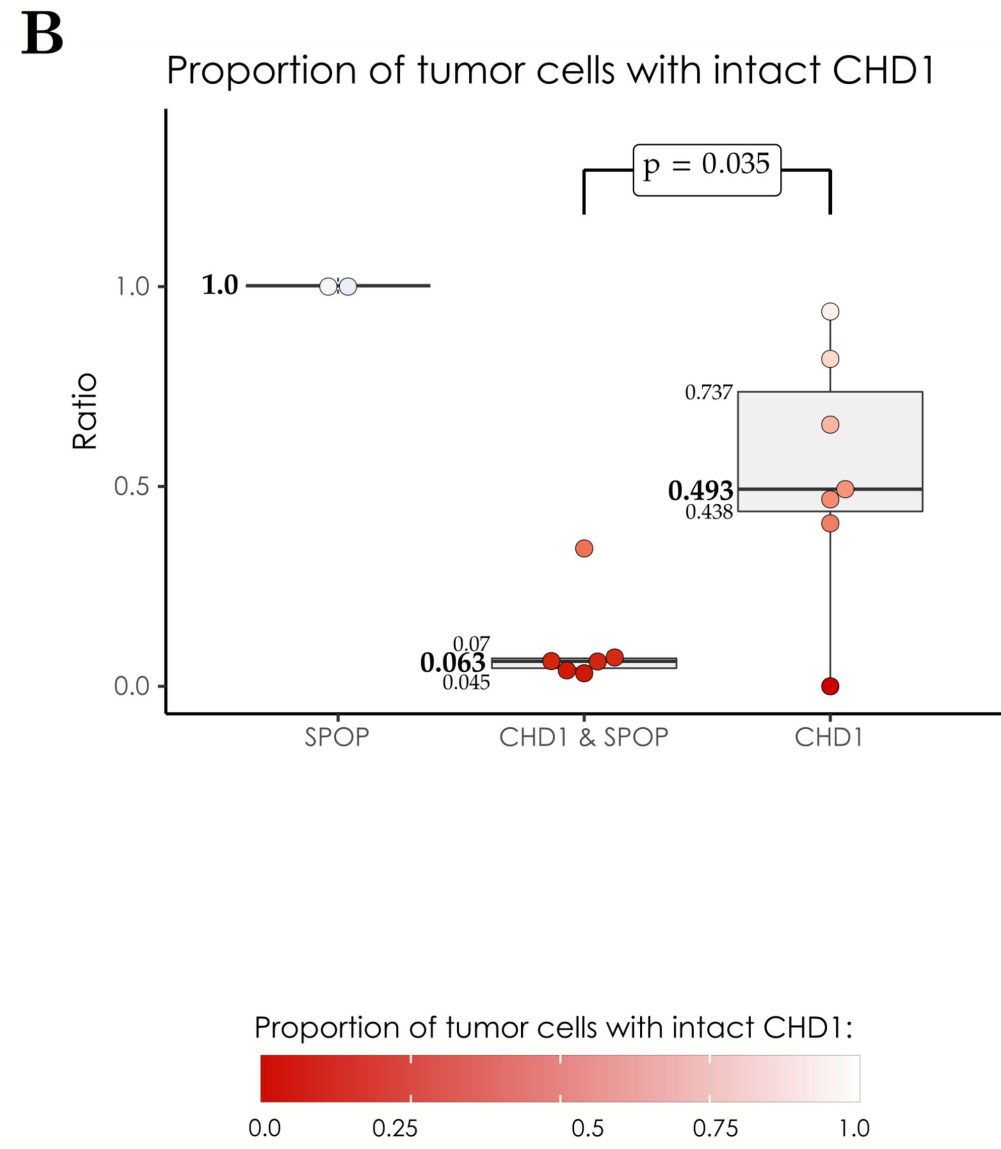 B
Proportion of tumor cells with intact CHD1
p = 0.035
1.0
1.0
0.737
Ratio
0.5
0.493
0.438
0.07
0.063
0.045
0.0
SPOP
CHD1 & SPOP
CHD1
Proportion of tumor cells with intact CHD1:
0.0 0.25 0.5 0.75 1.0